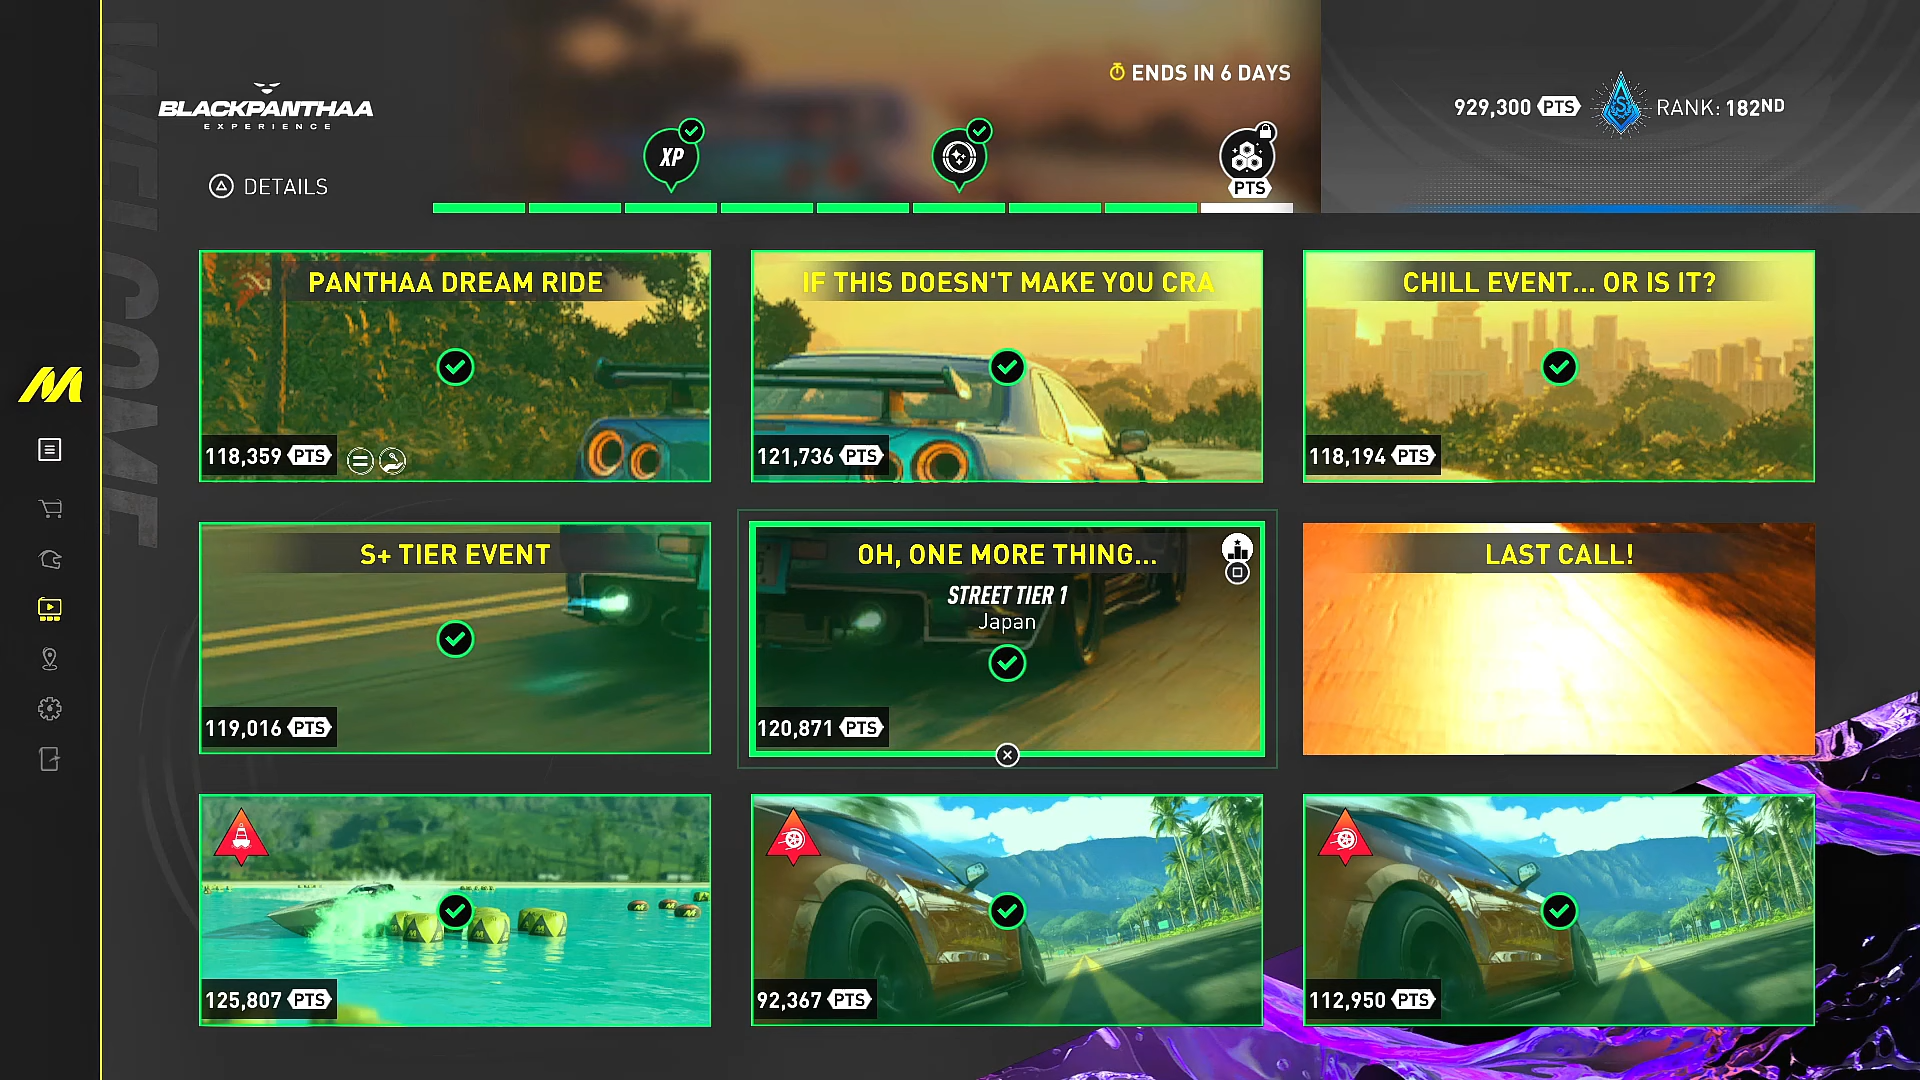 WELCOME
BLACKPANTHAA
EXPERIENCE
DETAILS
XP
PTS
ENDS IN 6 DAYS
929,300 PTS
S
RANK: 182ND
PANTHAA DREAM RIDE
118,359 PTS
IF THIS DOESN'T MAKE YOU CRA
121,736 PTS
CHILL EVENT... OR IS IT?
118,194 PTS
S+ TIER EVENT
119,016 PTS
OH, ONE MORE THING...
STREET TIER 1
Japan
120,871 PTS
LAST CALL!
125,807 PTS
92,367 PTS
112,950 PTS